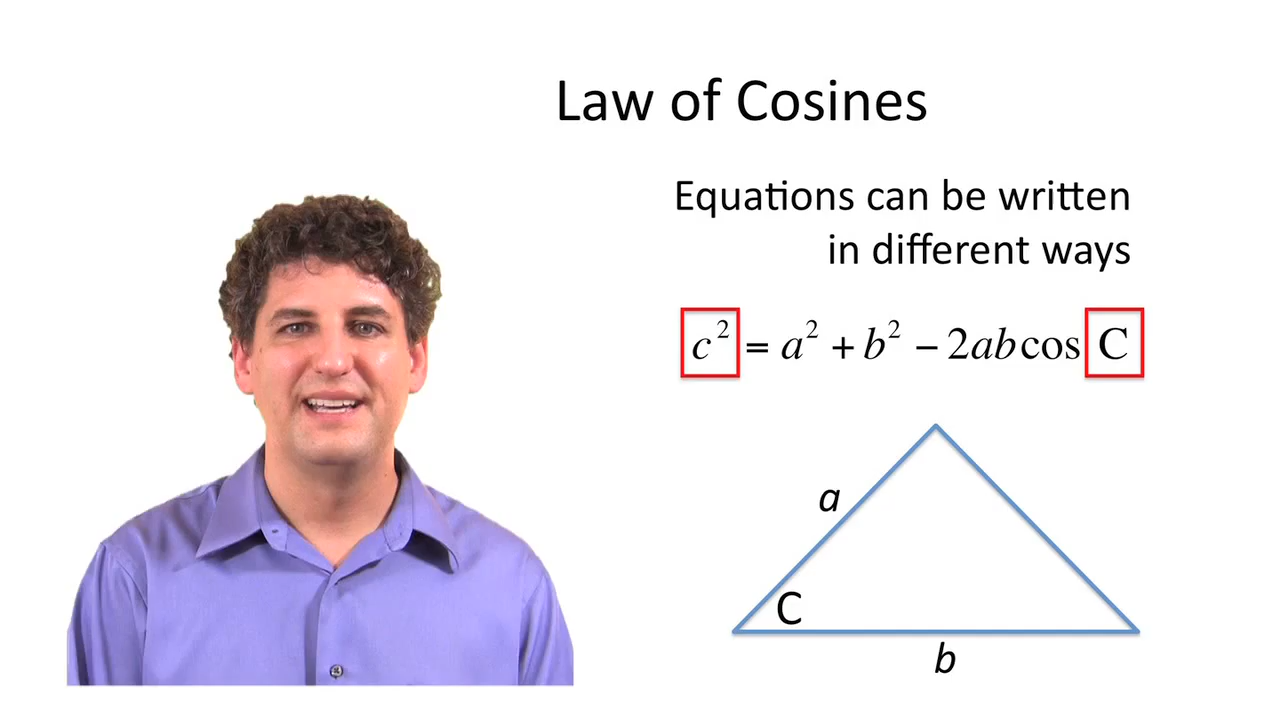 Law of Cosines
Equations can be written
in different ways
c² = a² + b² − 2ab cos C
a
C
b